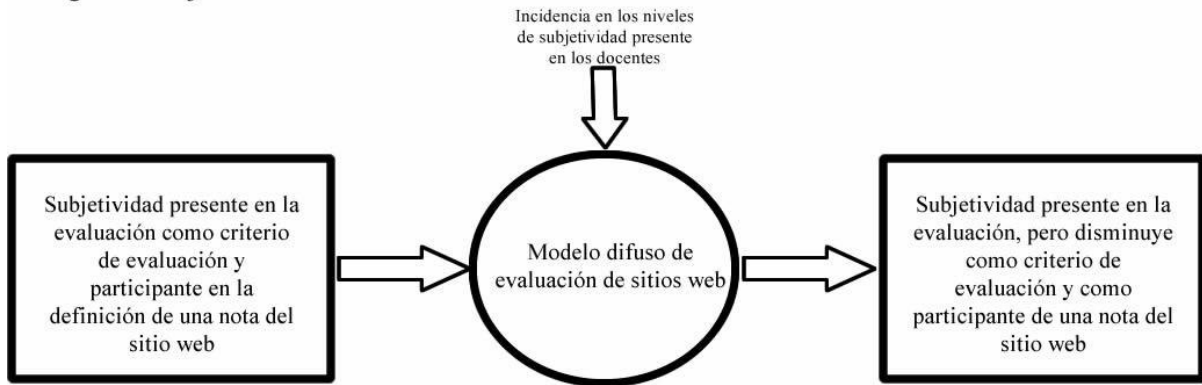 Incidencia en los niveles
de subjetividad presente
en los docentes
Subjetividad presente en la
evaluación como criterio
de evaluación y
participante en la
definición de una nota del
sitio web
Modelo difuso de
evaluación de sitios web
Subjetividad presente en la
evaluación, pero disminuye
como criterio de
evaluación y como
participante de una nota del
sitio web